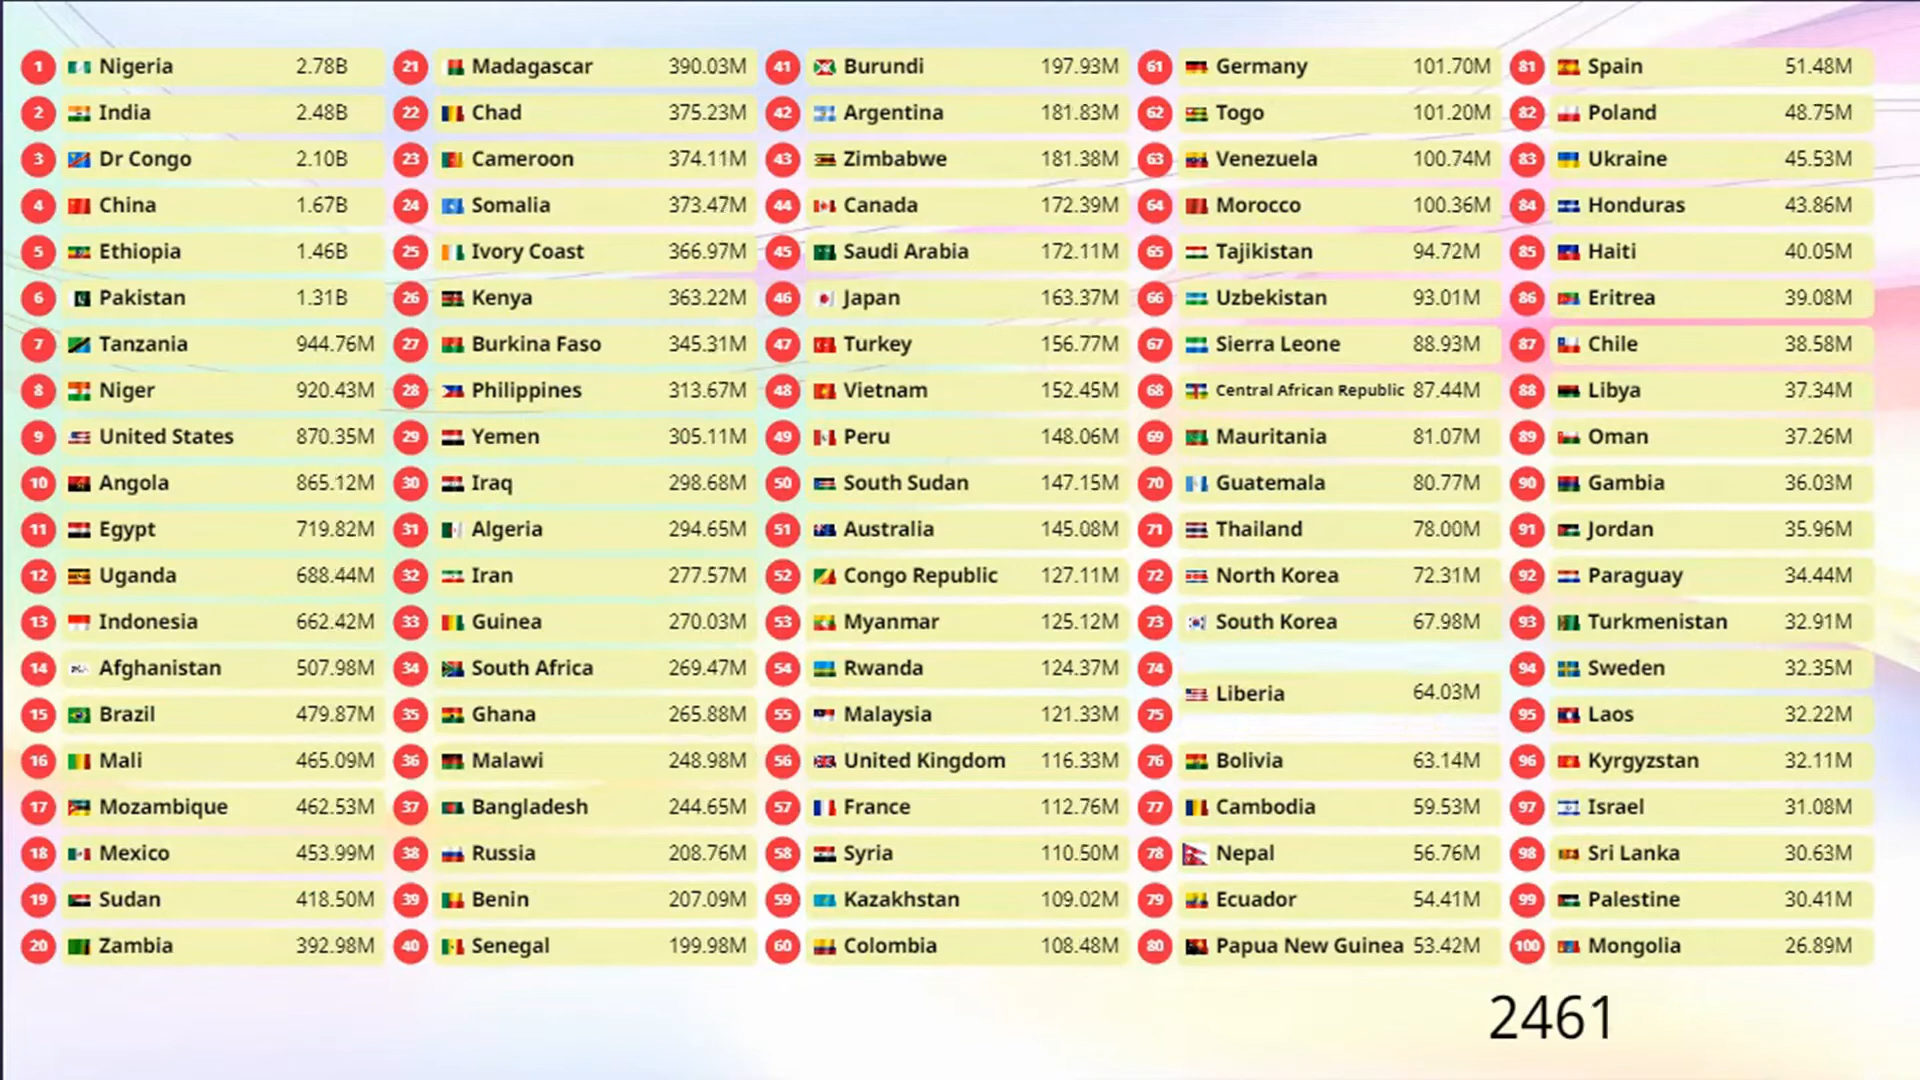 1 Nigeria 2.78B
2 India 2.48B
3 Dr Congo 2.10B
4 China 1.67B
5 Ethiopia 1.46B
6 Pakistan 1.31B
7 Tanzania 944.76M
8 Niger 920.43M
9 United States 870.35M
10 Angola 865.12M
11 Egypt 719.82M
12 Uganda 688.44M
13 Indonesia 662.42M
14 Afghanistan 507.98M
15 Brazil 479.87M
16 Mali 465.09M
17 Mozambique 462.53M
18 Mexico 453.99M
19 Sudan 418.50M
20 Zambia 392.98M
21 Madagascar 390.03M
22 Chad 375.23M
23 Cameroon 374.11M
24 Somalia 373.47M
25 Ivory Coast 366.97M
26 Kenya 363.22M
27 Burkina Faso 345.31M
28 Philippines 313.67M
29 Yemen 305.11M
30 Iraq 298.68M
31 Algeria 294.65M
32 Iran 277.57M
33 Guinea 270.03M
34 South Africa 269.47M
35 Ghana 265.88M
36 Malawi 248.98M
37 Bangladesh 244.65M
38 Russia 208.76M
39 Benin 207.09M
40 Senegal 199.98M
41 Burundi 197.93M
42 Argentina 181.83M
43 Zimbabwe 181.38M
44 Canada 172.39M
45 Saudi Arabia 172.11M
46 Japan 163.37M
47 Turkey 156.77M
48 Vietnam 152.45M
49 Peru 148.06M
50 South Sudan 147.15M
51 Australia 145.08M
52 Congo Republic 127.11M
53 Myanmar 125.12M
54 Rwanda 124.37M
55 Malaysia 121.33M
56 United Kingdom 116.33M
57 France 112.76M
58 Syria 110.50M
59 Kazakhstan 109.02M
60 Colombia 108.48M
61 Germany 101.70M
62 Togo 101.20M
63 Venezuela 100.74M
64 Morocco 100.36M
65 Tajikistan 94.72M
66 Uzbekistan 93.01M
67 Sierra Leone 88.93M
68 Central African Republic 87.44M
69 Mauritania 81.07M
70 Guatemala 80.77M
71 Thailand 78.00M
72 North Korea 72.31M
73 South Korea 67.98M
74
Liberia 64.03M
75
76 Bolivia 63.14M
77 Cambodia 59.53M
78 Nepal 56.76M
79 Ecuador 54.41M
80 Papua New Guinea 53.42M
81 Spain 51.48M
82 Poland 48.75M
83 Ukraine 45.53M
84 Honduras 43.86M
85 Haiti 40.05M
86 Eritrea 39.08M
87 Chile 38.58M
88 Libya 37.34M
89 Oman 37.26M
90 Gambia 36.03M
91 Jordan 35.96M
92 Paraguay 34.44M
93 Turkmenistan 32.91M
94 Sweden 32.35M
95 Laos 32.22M
96 Kyrgyzstan 32.11M
97 Israel 31.08M
98 Sri Lanka 30.63M
99 Palestine 30.41M
100 Mongolia 26.89M
2461